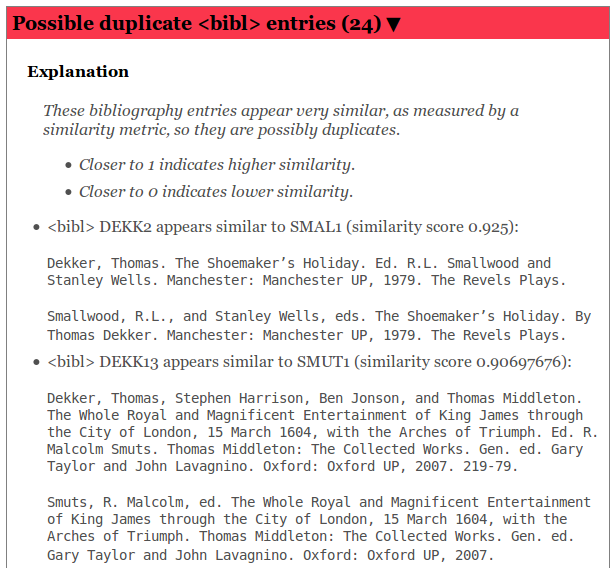 Possible duplicate <bibl> entries (24) ▼
Explanation
These bibliography entries appear very similar, as measured by a
similarity metric, so they are possibly duplicates.
• Closer to 1 indicates higher similarity.
• Closer to 0 indicates lower similarity.
• <bibl> DEKK2 appears similar to SMAL1 (similarity score 0.925):
Dekker, Thomas. The Shoemaker’s Holiday. Ed. R.L. Smallwood and
Stanley Wells. Manchester: Manchester UP, 1979. The Revels Plays.
Smallwood, R.L., and Stanley Wells, eds. The Shoemaker’s Holiday. By
Thomas Dekker. Manchester: Manchester UP, 1979. The Revels Plays.
• <bibl> DEKK13 appears similar to SMUT1 (similarity score 0.90697676):
Dekker, Thomas, Stephen Harrison, Ben Jonson, and Thomas Middleton.
The Whole Royal and Magnificent Entertainment of King James through
the City of London, 15 March 1604, with the Arches of Triumph. Ed. R.
Malcolm Smuts. Thomas Middleton: The Collected Works. Gen. ed. Gary
Taylor and John Lavagnino. Oxford: Oxford UP, 2007. 219-79.
Smuts, R. Malcolm, ed. The Whole Royal and Magnificent Entertainment
of King James through the City of London, 15 March 1604, with the
Arches of Triumph. Thomas Middleton: The Collected Works. Gen. ed.
Gary Taylor and John Lavagnino. Oxford: Oxford UP, 2007.